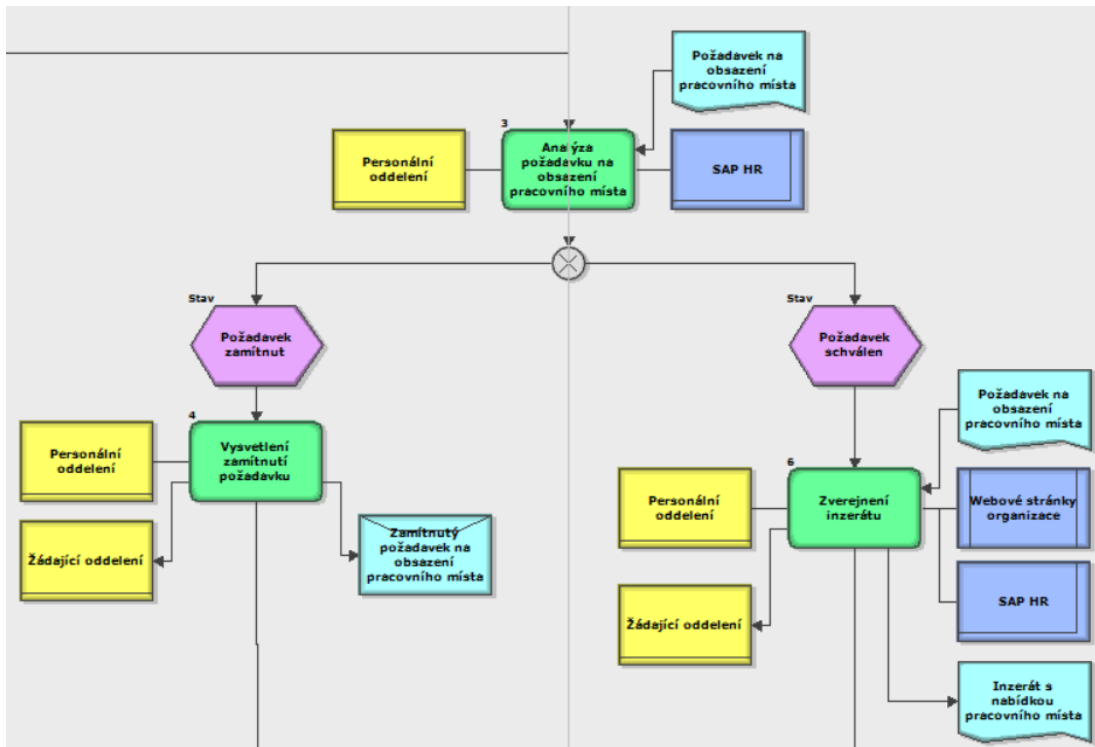 Požadavek na
obsazení
pracovního místa
3
Personální
oddelení
Analýza
požadavku na
obsazení
pracovního místa
SAP HR
Stav
Požadavek
zamítnut
Stav
Požadavek
schválen
4
Personální
oddelení
Vysvetlení
zamítnutí
požadavku
Žádající oddelení
Zamítnutý
požadavek na
obsazení
pracovního místa
Požadavek na
obsazení
pracovního místa
6
Personální
oddelení
Zverejnení
inzerátu
Webové stránky
organizace
Žádající oddelení
SAP HR
Inzerát s
nabídkou
pracovního místa